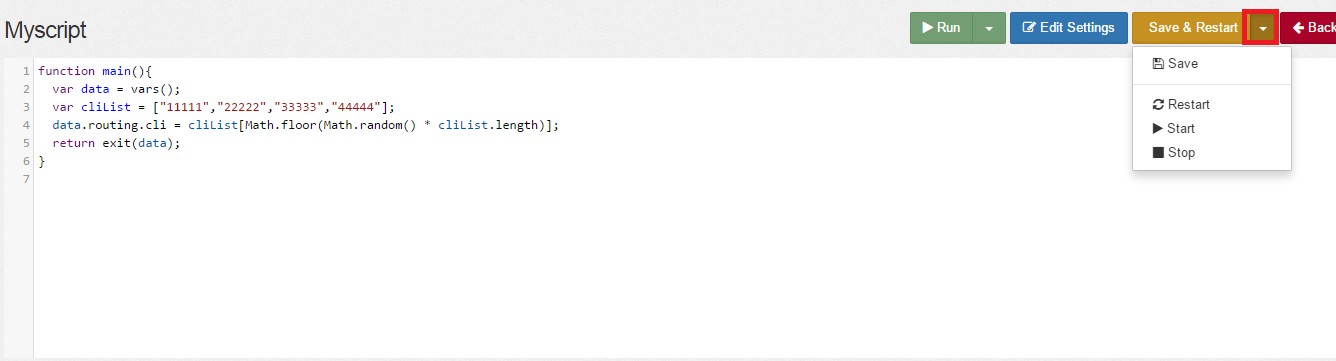 Myscript
Run
Edit Settings
Save & Restart
Back
Save
Restart
Start
Stop
1 function main(){
2   var data = vars();
3   var cliList = ["11111","22222","33333","44444"];
4   data.routing.cli = cliList[Math.floor(Math.random() * cliList.length)];
5   return exit(data);
6 }
7